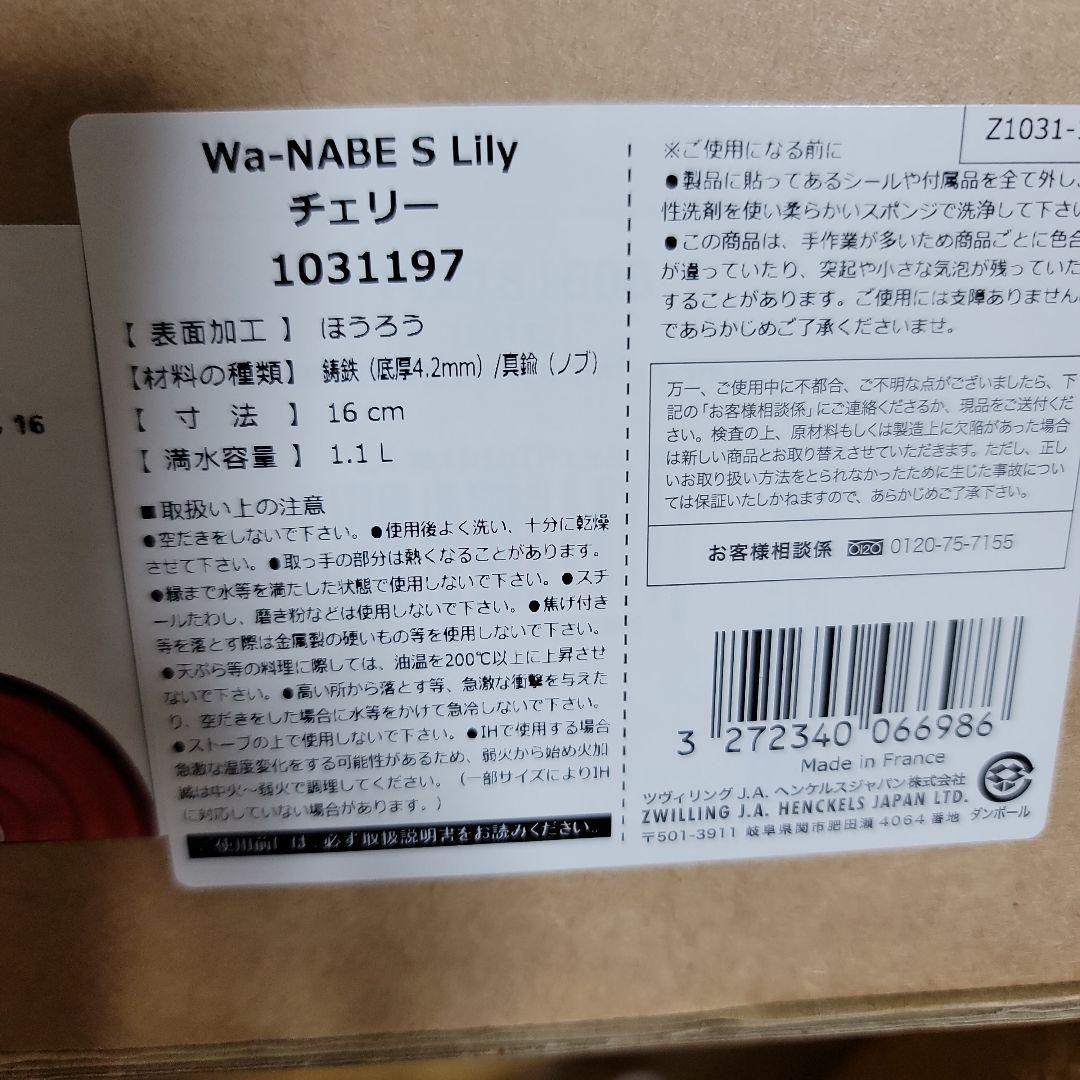 Wa-NABE S Lily
チェリー
1031197
【 表面加工 】 ほうろう
【材料の種類】 鋳鉄（底厚4.2mm）/真鍮（ノブ）
【 寸 法 】 16 cm
【 満水容量 】 1.1 L
■取扱い上の注意
●空だきをしないで下さい。●使用後よく洗い、十分に乾燥
させて下さい。●取っ手の部分は熱くなることがあります。
●縁まで水等を満たした状態で使用しないで下さい。●スチ
ールたわし、磨き粉などは使用しないで下さい。●焦げ付き
等を落とす際は金属製の硬いもの等を使用しないで下さい。
●天ぷら等の料理に際しては、油温を200℃以上に上昇させ
ないで下さい。●高い所から落とす等、急激な衝撃を与えた
り、空だきをした場合に水等をかけて急冷しないで下さい。
●ストーブの上で使用しないで下さい。●IHで使用する場合
急激な温度変化をする可能性があるため、弱火から始め火加
減は中火～弱火で調理してください。（一部サイズによりIH
に対応していない場合があります。）
使用前には、必ず取扱説明書をお読みください。
16
Z1031-
※ご使用になる前に
●製品に貼ってあるシールや付属品を全て外し
性洗剤を使い柔らかいスポンジで洗浄して下さい
●この商品は、手作業が多いため商品ごとに色合
が違っていたり、突起や小さな気泡が残っていた
することがあります。ご使用には支障ありません
であらかじめご了承くださいませ。
万一、ご使用中に不都合、ご不明な点がございましたら、下
記の「お客様相談係」にご連絡くださるか、現品をご送付くだ
さい。検査の上、原材料もしくは製造上に欠陥があった場合
は新しい商品とお取り替えさせていただきます。ただし、正し
いお取り扱い方法をとられなかったために生じた事故につい
ては保証いたしかねますので、あらかじめご了承下さい。
お客様相談係 0120-75-7155
3 272340 066986
Made in France
ツヴィリング J.A. ヘンケルスジャパン株式会社
ZWILLING J.A. HENCKELS JAPAN LTD.
〒501-3911 岐阜県関市肥田瀬 4064 番地
ダンボール